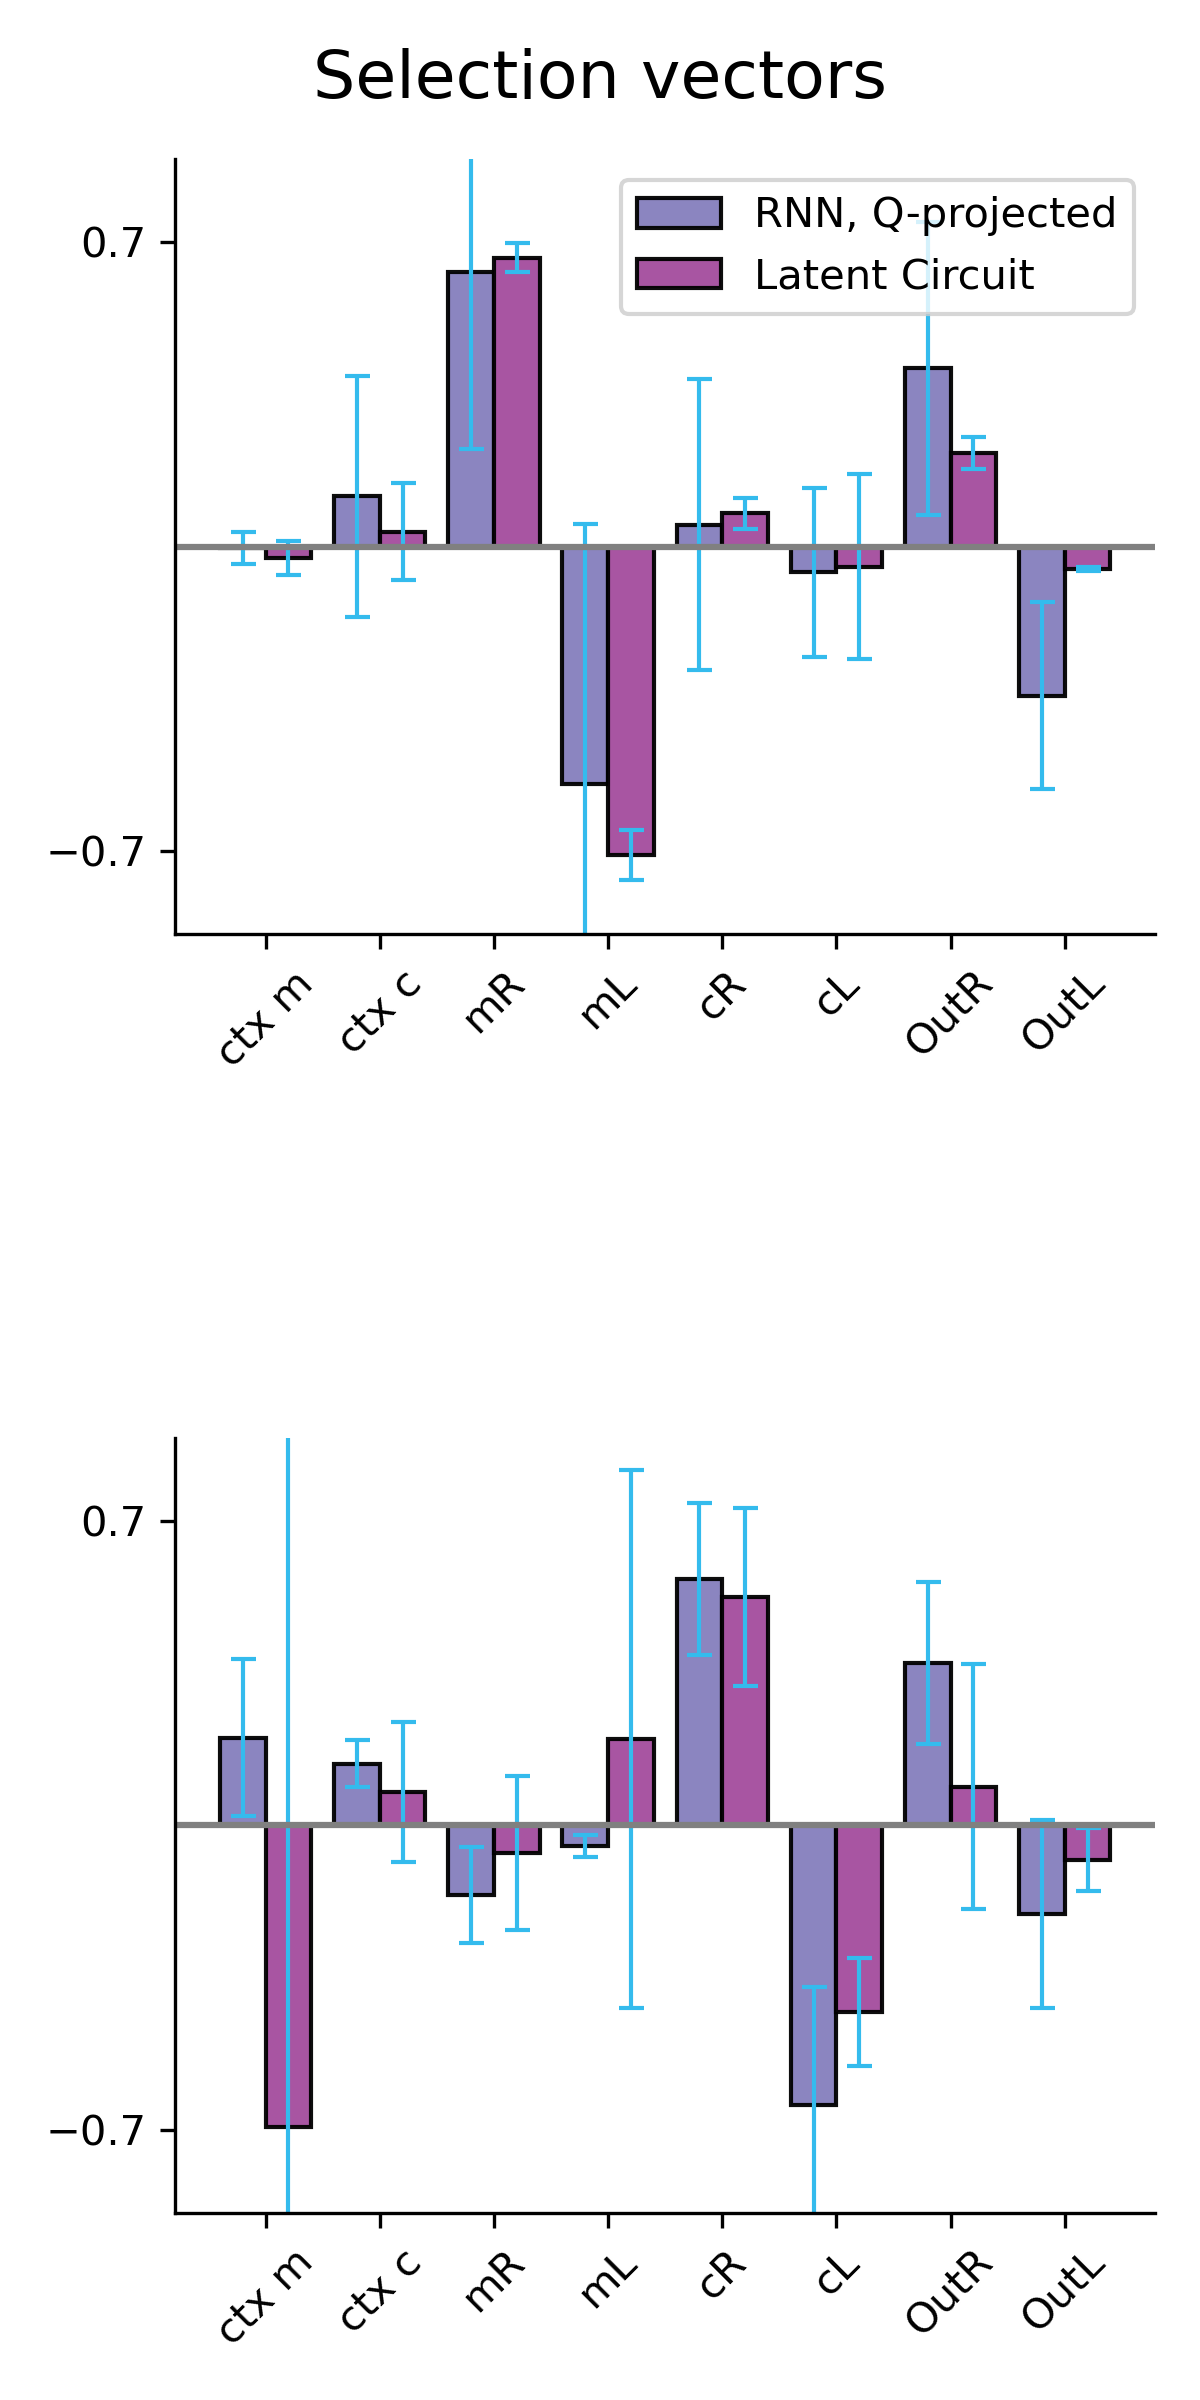 Selection vectors
0.7
−0.7
RNN, Q-projected
Latent Circuit
ctx m
ctx c
mR
mL
cR
cL
OutR
OutL
0.7
−0.7
ctx m
ctx c
mR
mL
cR
cL
OutR
OutL